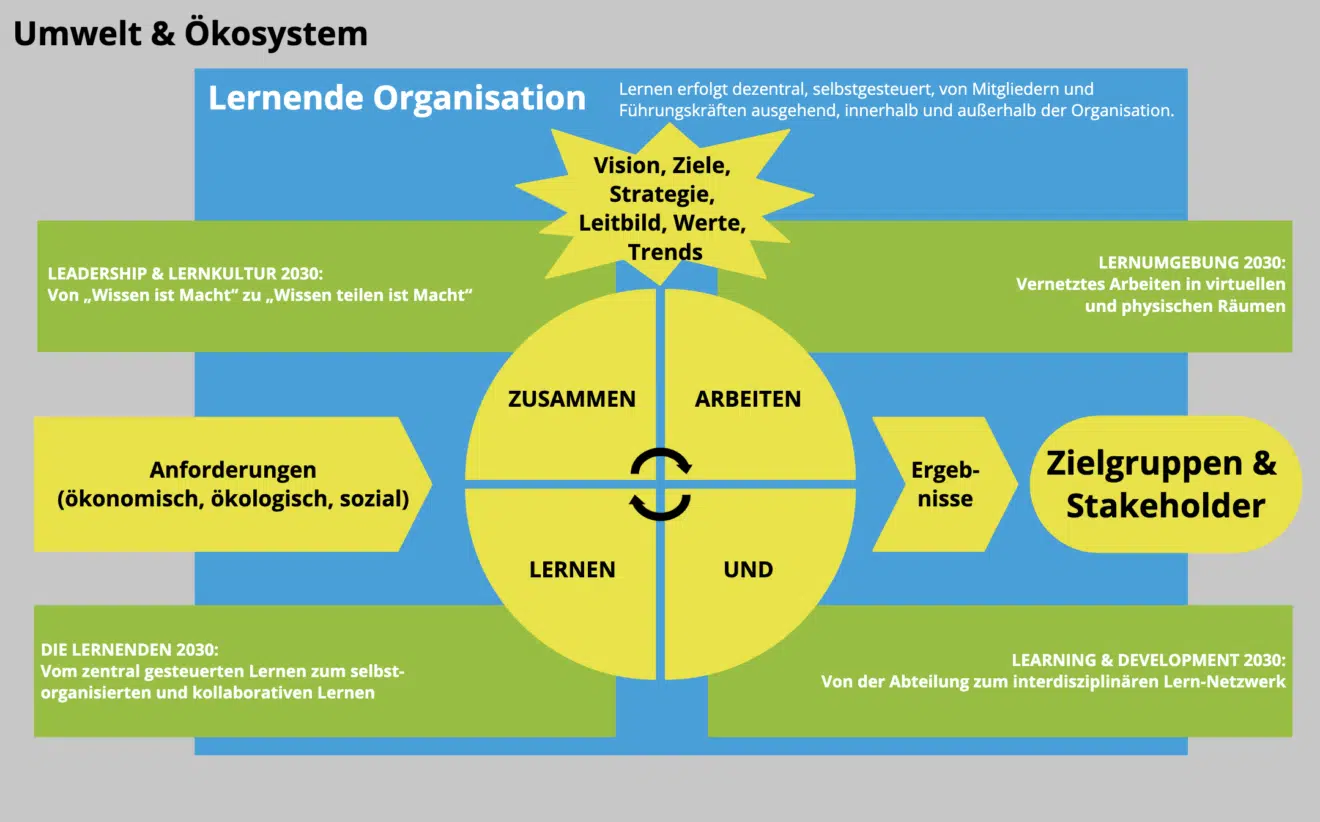 Umwelt & Ökosystem
Lernende Organisation
Lernen erfolgt dezentral, selbstgesteuert, von Mitgliedern und
Führungskräften ausgehend, innerhalb und außerhalb der Organisation.
Vision, Ziele,
Strategie,
Leitbild, Werte,
Trends
LEADERSHIP & LERNKULTUR 2030:
Von „Wissen ist Macht“ zu „Wissen teilen ist Macht“
LERNUMGEBUNG 2030:
Vernetztes Arbeiten in virtuellen
und physischen Räumen
ZUSAMMEN
ARBEITEN
Anforderungen
(ökonomisch, ökologisch, sozial)
Ergeb-
nisse
Zielgruppen &
Stakeholder
LERNEN
UND
DIE LERNENDEN 2030:
Vom zentral gesteuerten Lernen zum selbst-
organisierten und kollaborativen Lernen
LEARNING & DEVELOPMENT 2030:
Von der Abteilung zum interdisziplinären Lern-Netzwerk